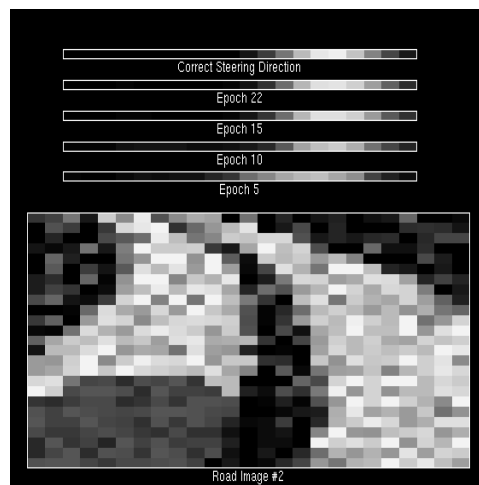 Correct Steering Direction
Epoch 22
Epoch 15
Epoch 10
Epoch 5
Road Image #2